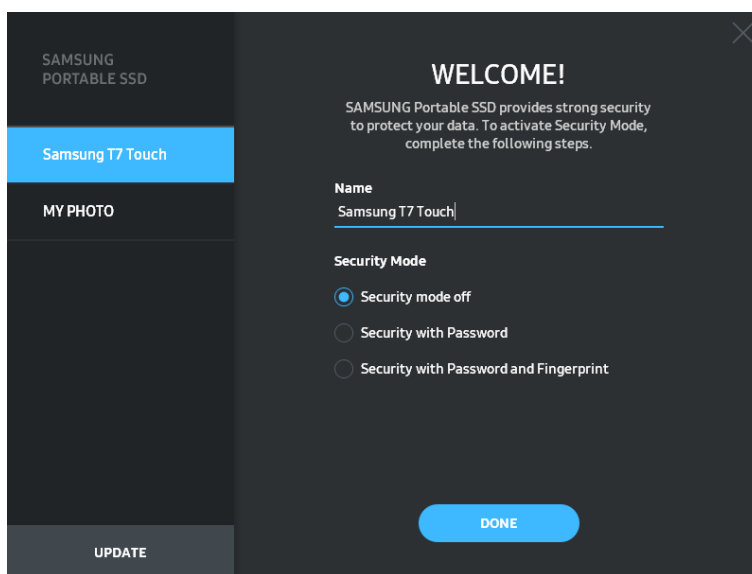 SAMSUNG
PORTABLE SSD
Samsung T7 Touch
MY PHOTO
UPDATE
WELCOME!
SAMSUNG Portable SSD provides strong security
to protect your data. To activate Security Mode,
complete the following steps.
Name
Samsung T7 Touch
Security Mode
Security mode off
Security with Password
Security with Password and Fingerprint
DONE